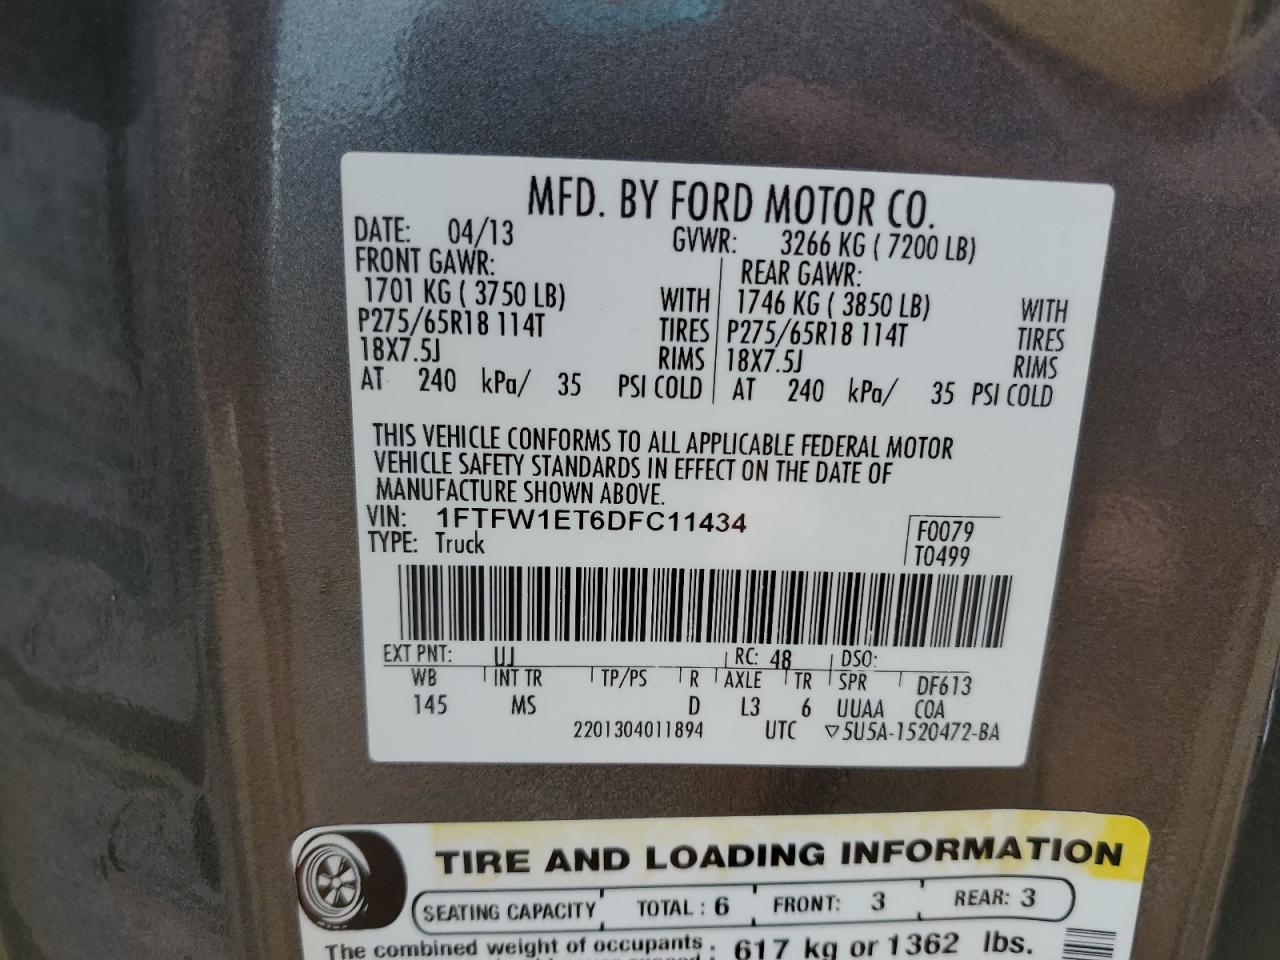 MFD. BY FORD MOTOR CO.
DATE: 04/13 GVWR: 3266 KG ( 7200 LB)
FRONT GAWR: REAR GAWR:
1701 KG ( 3750 LB) WITH 1746 KG ( 3850 LB) WITH
P275/65R18 114T TIRES P275/65R18 114T TIRES
18X7.5J RIMS 18X7.5J RIMS
AT 240 kPa/ 35 PSI COLD AT 240 kPa/ 35 PSI COLD
THIS VEHICLE CONFORMS TO ALL APPLICABLE FEDERAL MOTOR
VEHICLE SAFETY STANDARDS IN EFFECT ON THE DATE OF
MANUFACTURE SHOWN ABOVE.
VIN: 1FTFW1ET6DFC11434 F0079
TYPE: Truck T0499
EXT PNT: UJ RC: 48 DSO:
WB INT TR TP/PS R AXLE TR SPR DF613
145 MS D L3 6 UUAA COA
2201304011894 UTC ▽5U5A-1520472-BA
TIRE AND LOADING INFORMATION
SEATING CAPACITY TOTAL : 6 FRONT: 3 REAR: 3
The combined weight of occupants 617 kg or 1362 lbs.